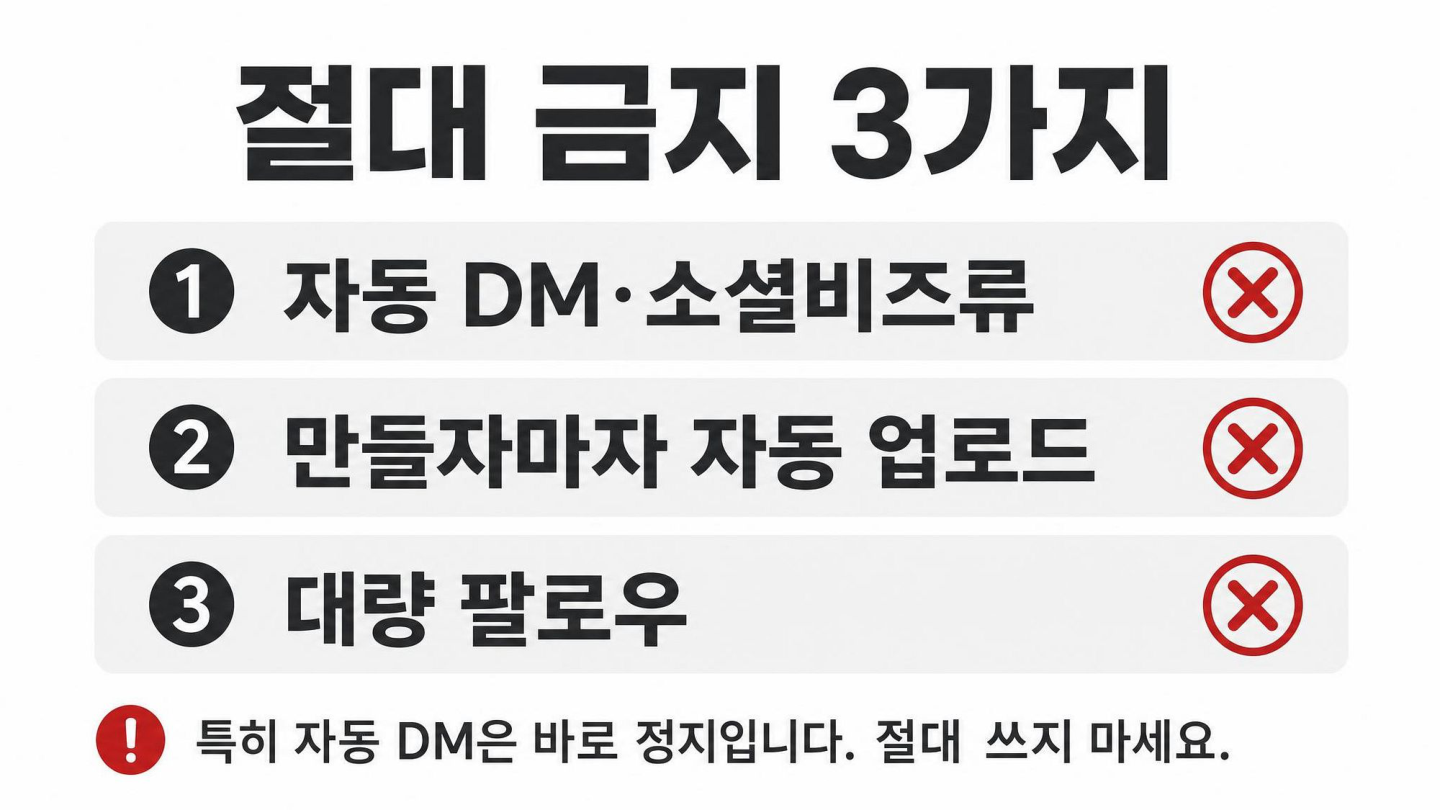 절대 금지 3가지
1 자동 DM·소셜비즈류
2 만들자마자 자동 업로드
3 대량 팔로우
! 특히 자동 DM은 바로 정지입니다. 절대 쓰지 마세요.